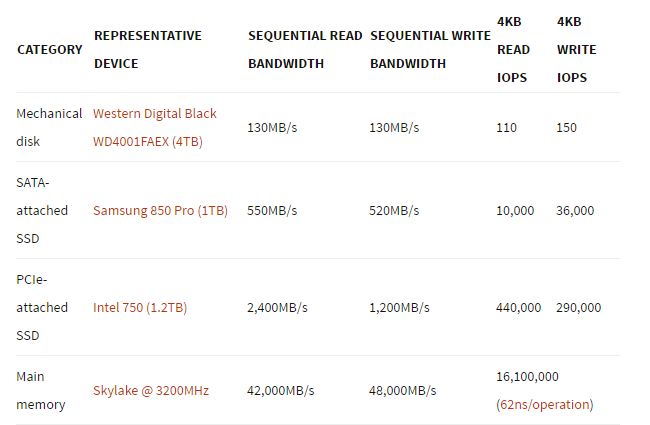 CATEGORY REPRESENTATIVE DEVICE SEQUENTIAL READ BANDWIDTH SEQUENTIAL WRITE BANDWIDTH 4KB READ IOPS 4KB WRITE IOPS
Mechanical disk Western Digital Black WD4001FAEX (4TB) 130MB/s 130MB/s 110 150
SATA-attached SSD Samsung 850 Pro (1TB) 550MB/s 520MB/s 10,000 36,000
PCIe-attached SSD Intel 750 (1.2TB) 2,400MB/s 1,200MB/s 440,000 290,000
Main memory Skylake @ 3200MHz 42,000MB/s 48,000MB/s 16,100,000 (62ns/operation)